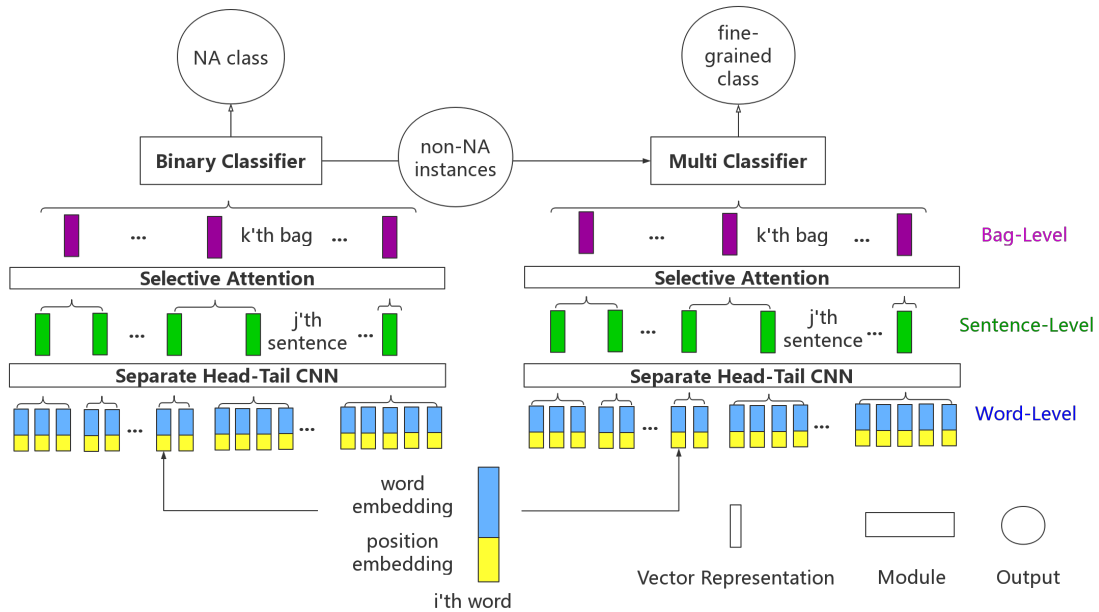 NA class
fine-
grained
class
Binary Classifier
non-NA
instances
Multi Classifier
... k'th bag ...
... k'th bag ...
Bag-Level
Selective Attention
Selective Attention
... j'th
sentence ...
... j'th
sentence ...
Sentence-Level
Separate Head-Tail CNN
Separate Head-Tail CNN
... ...
... ...
Word-Level
word
embedding
position
embedding
i'th word
Vector Representation
Module
Output